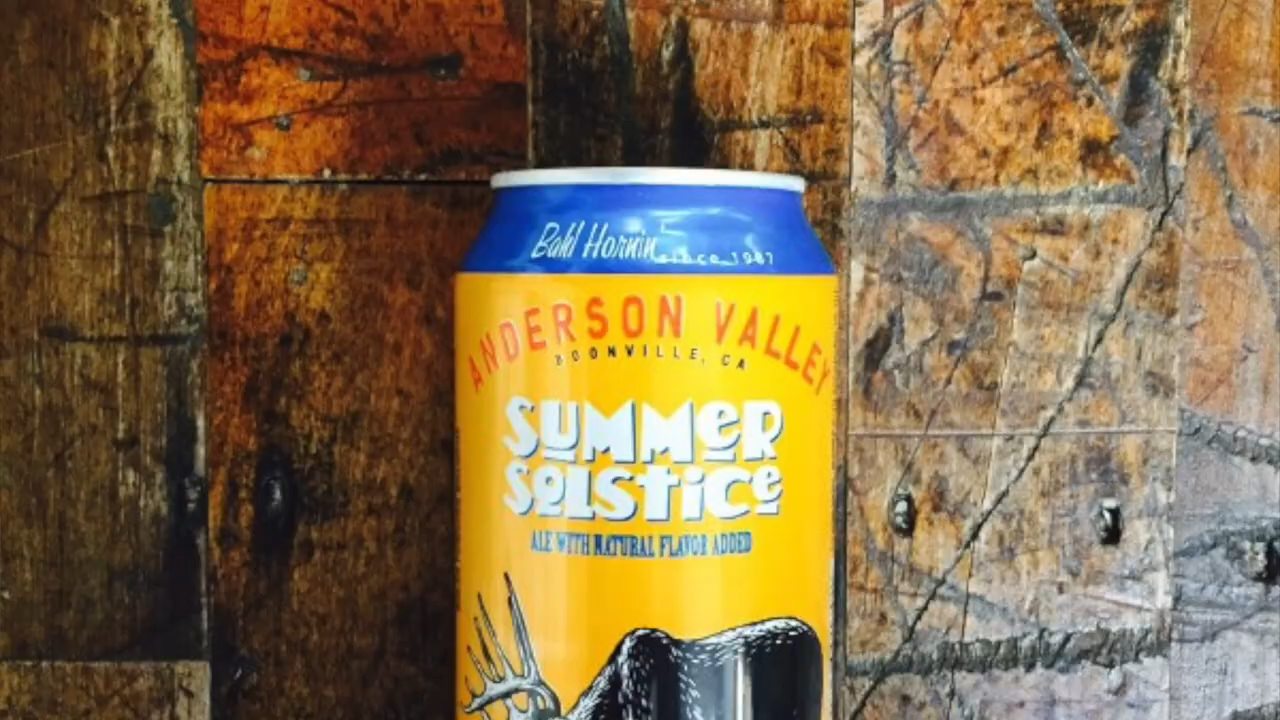 Bahl Hornin'
since 1987
ANDERSON VALLEY
BOONVILLE, CA
SUMMER
SOLSTICE
ALE WITH NATURAL FLAVOR ADDED